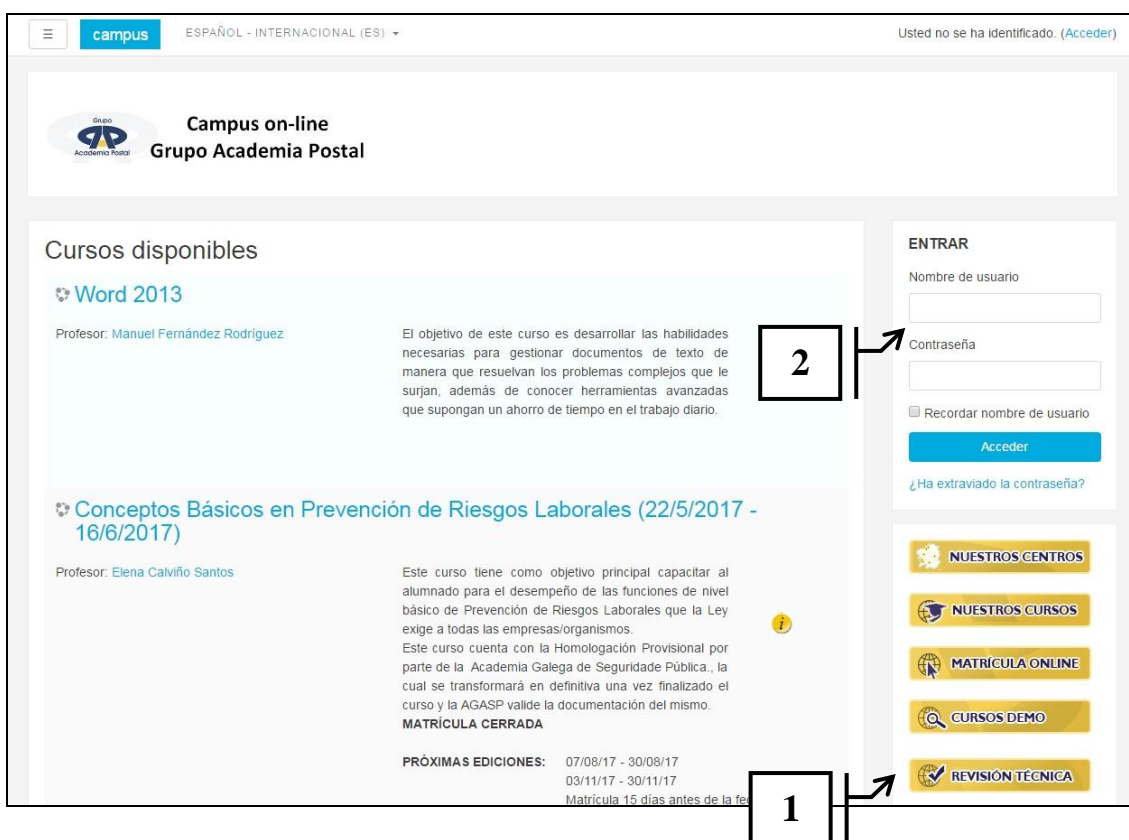 ☰ campus ESPAÑOL - INTERNACIONAL (ES)
Usted no se ha identificado. (Acceder)
Grupo
Academia Postal
Campus on-line
Grupo Academia Postal
Cursos disponibles
Word 2013
Profesor: Manuel Fernández Rodríguez
El objetivo de este curso es desarrollar las habilidades
necesarias para gestionar documentos de texto de
manera que resuelvan los problemas complejos que le
surjan, además de conocer herramientas avanzadas
que supongan un ahorro de tiempo en el trabajo diario.
Conceptos Básicos en Prevención de Riesgos Laborales (22/5/2017 -
16/6/2017)
Profesor: Elena Calviño Santos
Este curso tiene como objetivo principal capacitar al
alumnado para el desempeño de las funciones de nivel
básico de Prevención de Riesgos Laborales que la Ley
exige a todas las empresas/organismos.
Este curso cuenta con la Homologación Provisional por
parte de la Academia Galega de Seguridade Pública., la
cual se transformará en definitiva una vez finalizado el
curso y la AGASP valide la documentación del mismo.
MATRÍCULA CERRADA
PRÓXIMAS EDICIONES: 07/08/17 - 30/08/17
03/11/17 - 30/11/17
Matrícula 15 días antes de la
i
ENTRAR
Nombre de usuario
2
Contraseña
Recordar nombre de usuario
Acceder
¿Ha extraviado la contraseña?
NUESTROS CENTROS
NUESTROS CURSOS
MATRÍCULA ONLINE
CURSOS DEMO
REVISIÓN TÉCNICA
1